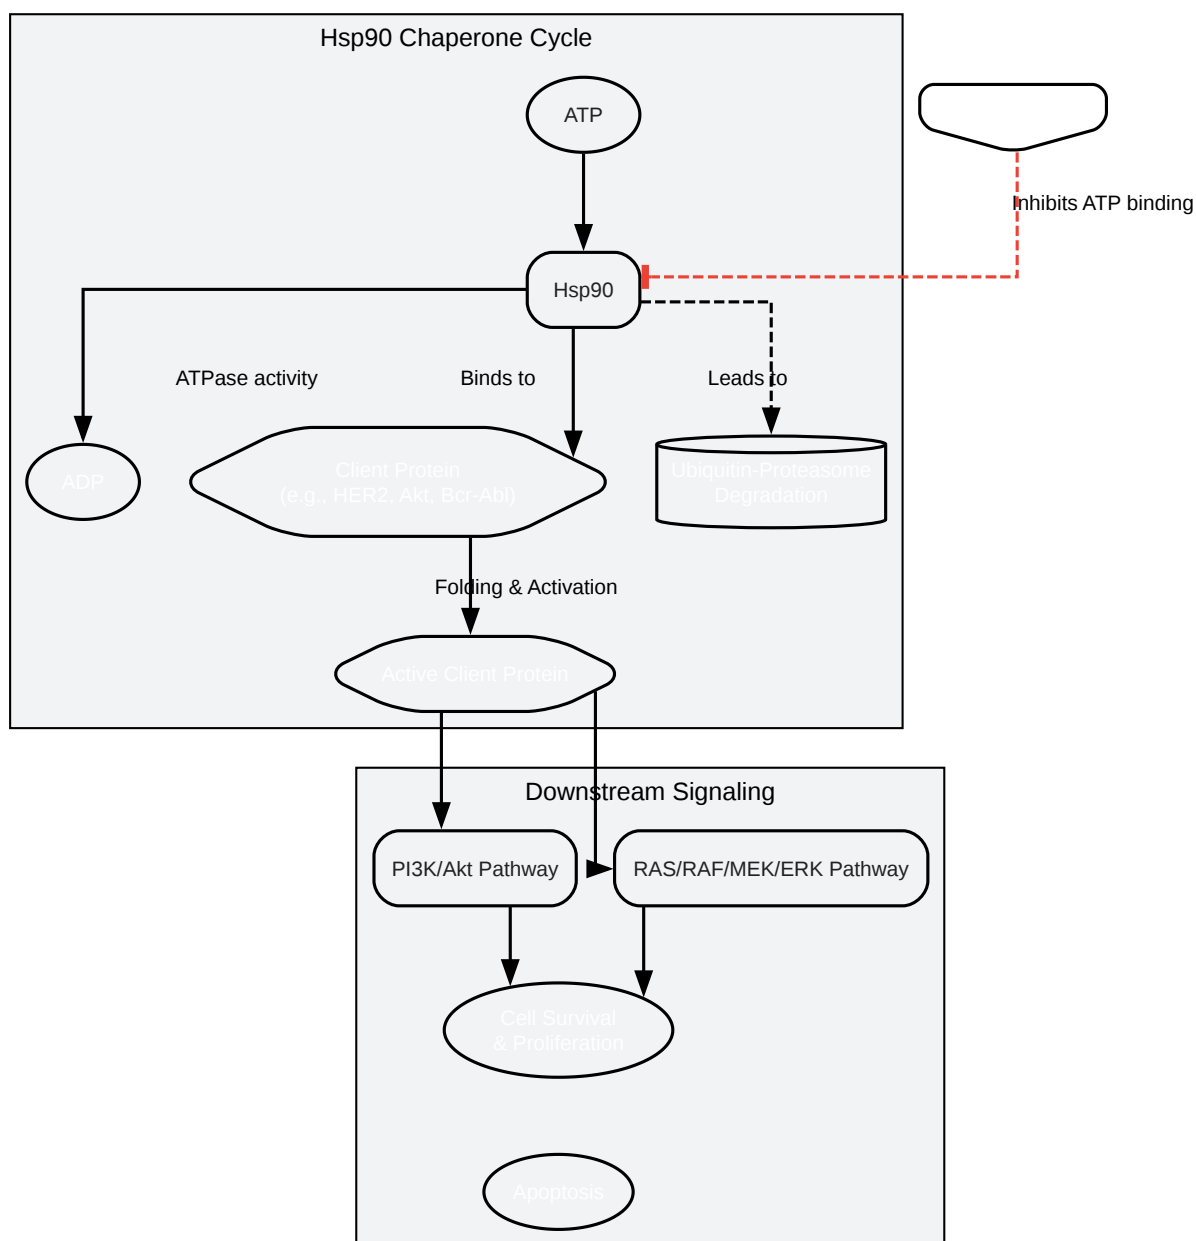 Hsp90 Chaperone Cycle
ATP
Inhibits ATP binding
Hsp90
ATPase activity
Binds to
Leads to
ADP
Client Protein
(e.g., HER2, Akt, Bcr-Abl)
Ubiquitin-Proteasome
Degradation
Folding & Activation
Active Client Protein
Downstream Signaling
PI3K/Akt Pathway
RAS/RAF/MEK/ERK Pathway
Cell Survival
& Proliferation
Apoptosis